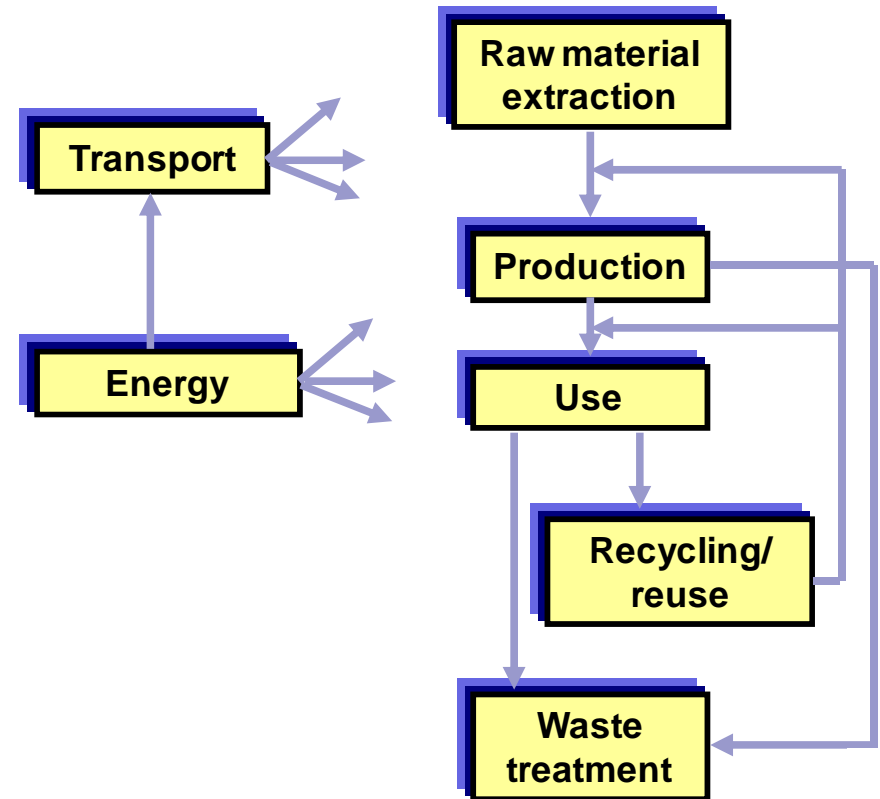 Raw material
extraction
Transport
Production
Energy
Use
Recycling/
reuse
Waste
treatment